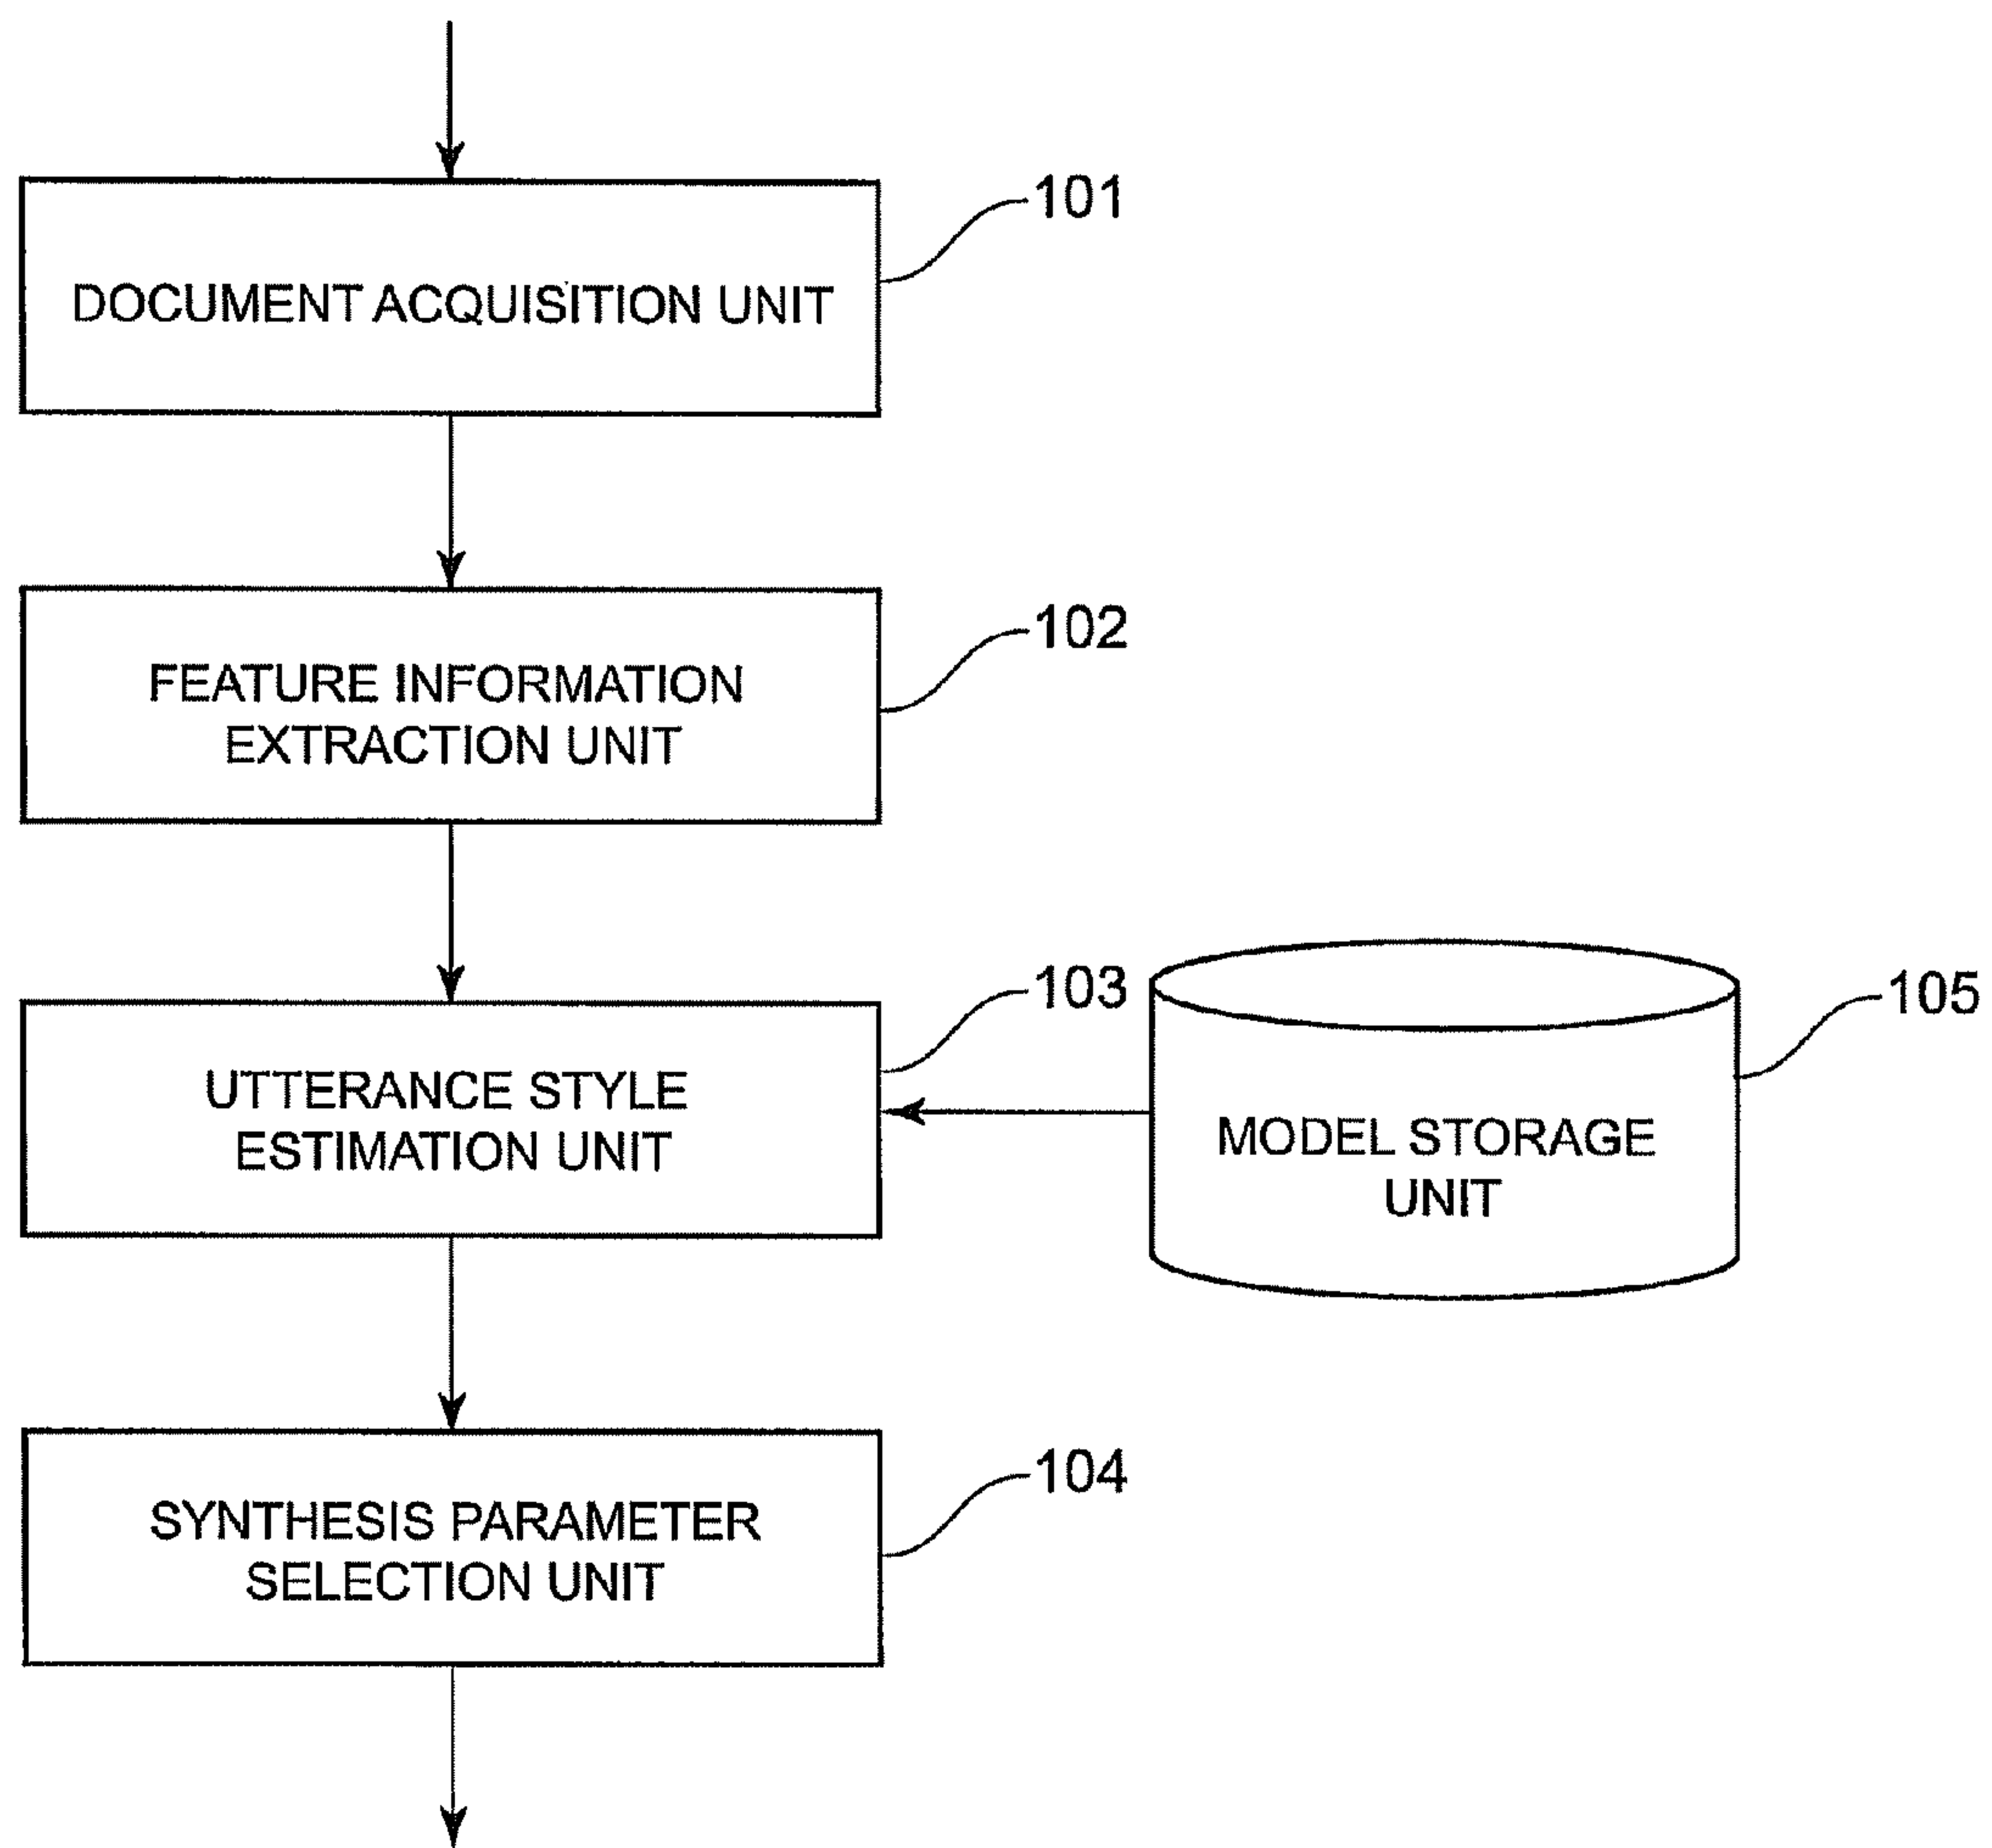 101
DOCUMENT ACQUISITION UNIT
102
FEATURE INFORMATION
EXTRACTION UNIT
103
UTTERANCE STYLE
ESTIMATION UNIT
105
MODEL STORAGE
UNIT
104
SYNTHESIS PARAMETER
SELECTION UNIT